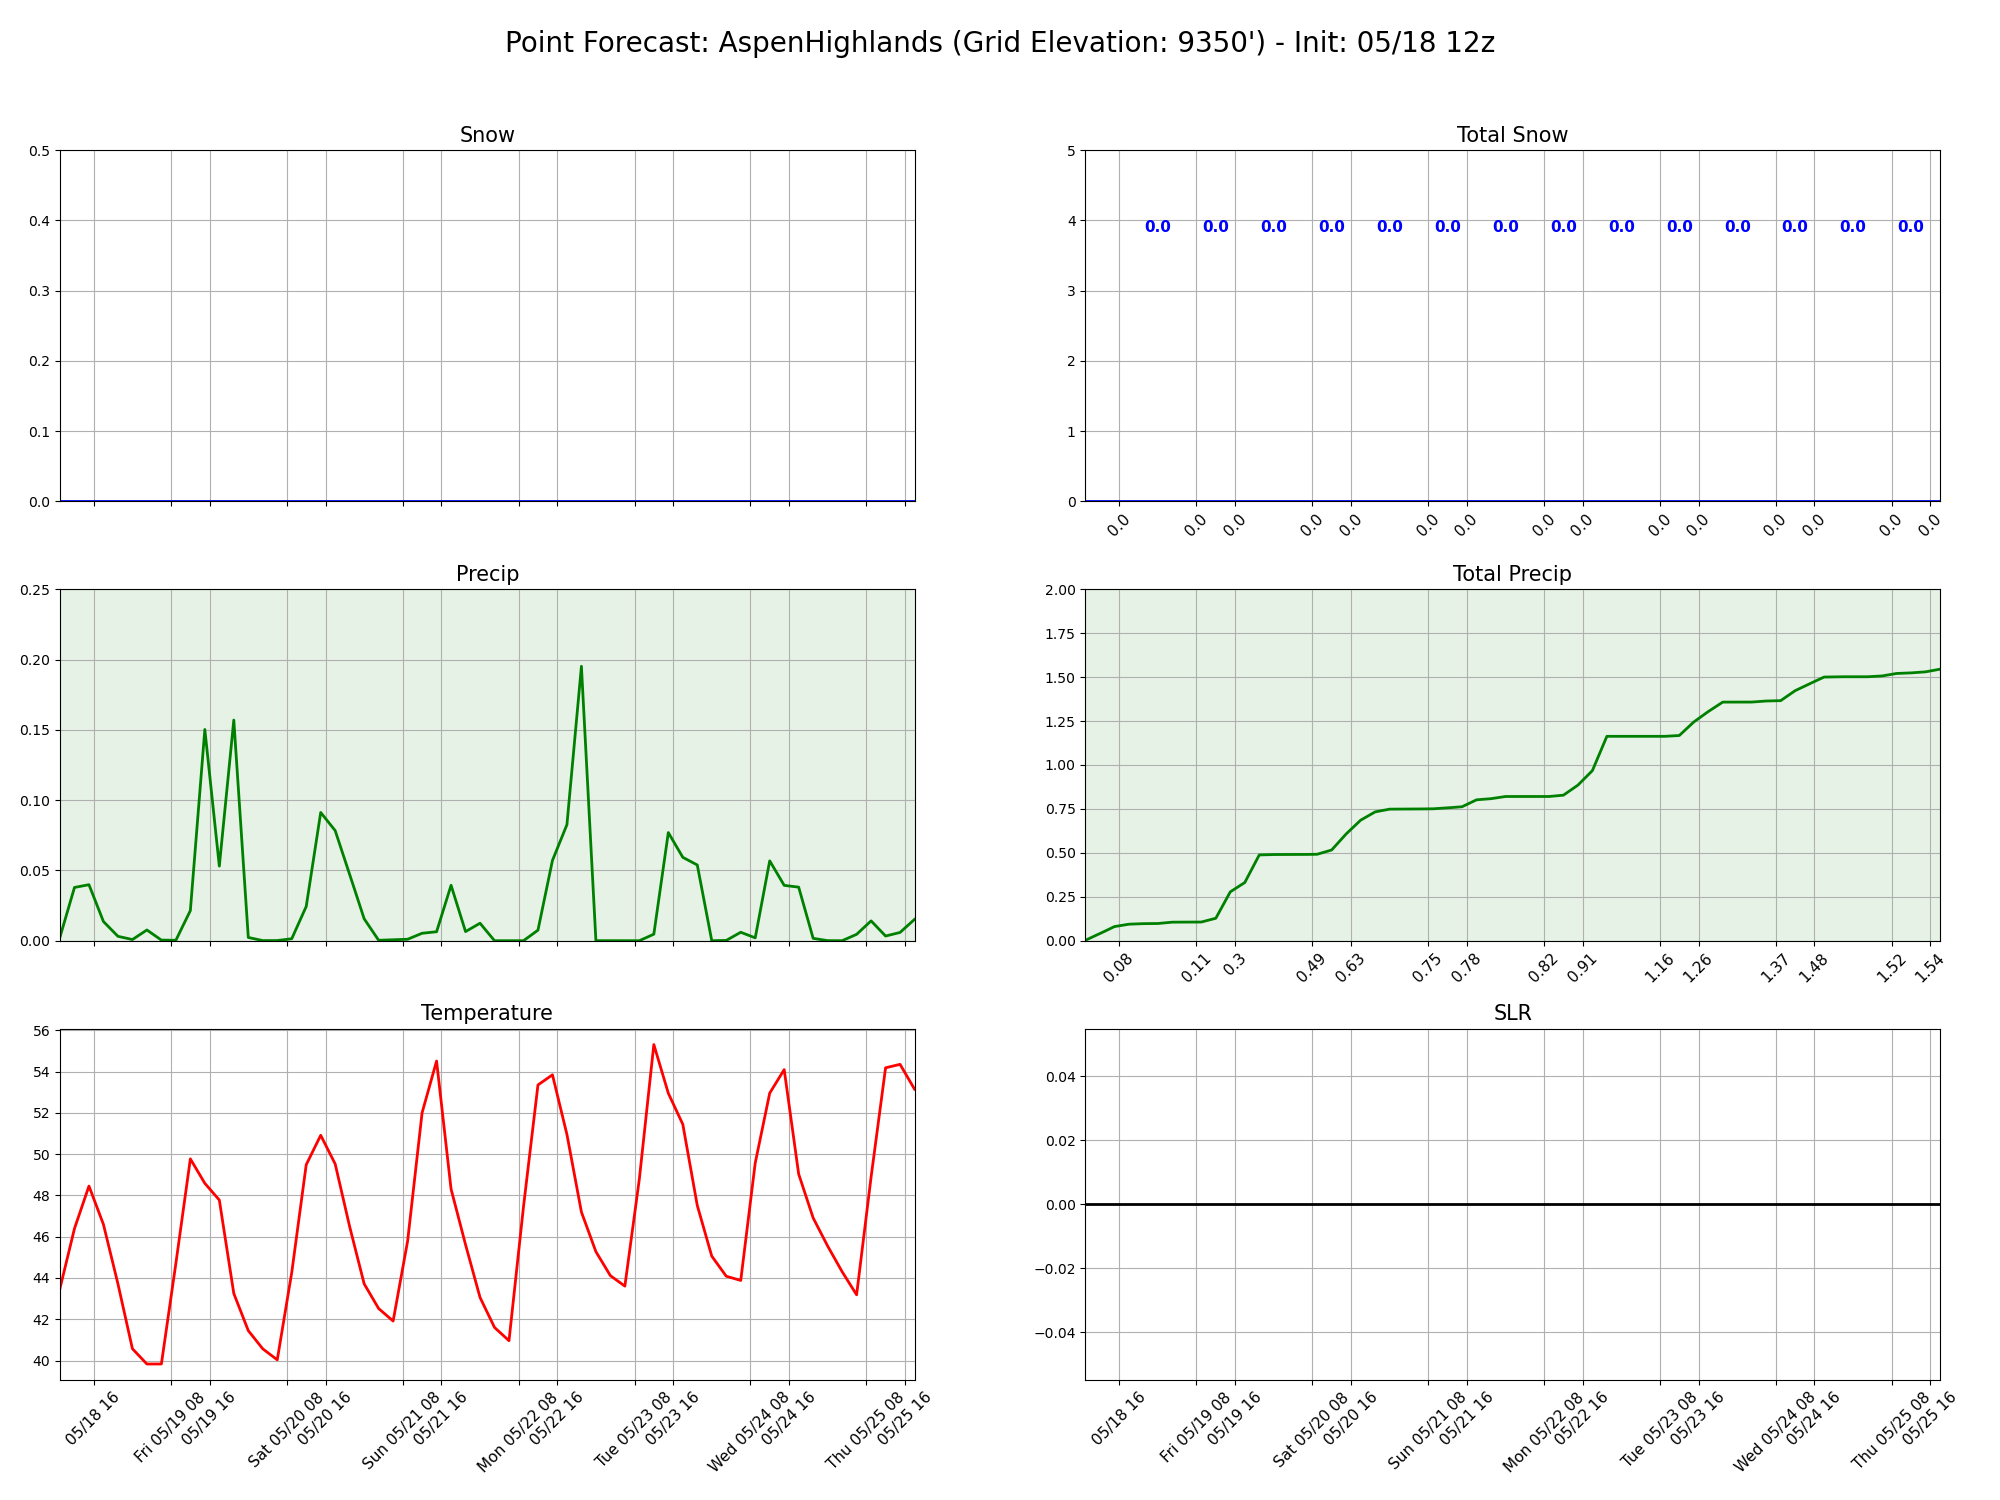 Point Forecast: AspenHighlands (Grid Elevation: 9350') - Init: 05/18 12z
Snow
0.5
0.4
0.3
0.2
0.1
0.0
Total Snow
5
4
3
2
1
0
0.0 0.0 0.0 0.0 0.0 0.0 0.0 0.0 0.0 0.0 0.0 0.0 0.0 0.0
0.0 0.0 0.0 0.0 0.0 0.0 0.0 0.0 0.0 0.0 0.0 0.0 0.0 0.0 0.0
Precip
0.25
0.20
0.15
0.10
0.05
0.00
Total Precip
2.00
1.75
1.50
1.25
1.00
0.75
0.50
0.25
0.00
0.08 0.11 0.3 0.49 0.63 0.75 0.78 0.82 0.91 1.16 1.26 1.37 1.48 1.52 1.54
Temperature
56
54
52
50
48
46
44
42
40
05/18 16
Fri 05/19 08
05/19 16
Sat 05/20 08
05/20 16
Sun 05/21 08
05/21 16
Mon 05/22 08
05/22 16
Tue 05/23 08
05/23 16
Wed 05/24 08
05/24 16
Thu 05/25 08
05/25 16
SLR
0.04
0.02
0.00
−0.02
−0.04
05/18 16
Fri 05/19 08
05/19 16
Sat 05/20 08
05/20 16
Sun 05/21 08
05/21 16
Mon 05/22 08
05/22 16
Tue 05/23 08
05/23 16
Wed 05/24 08
05/24 16
Thu 05/25 08
05/25 16